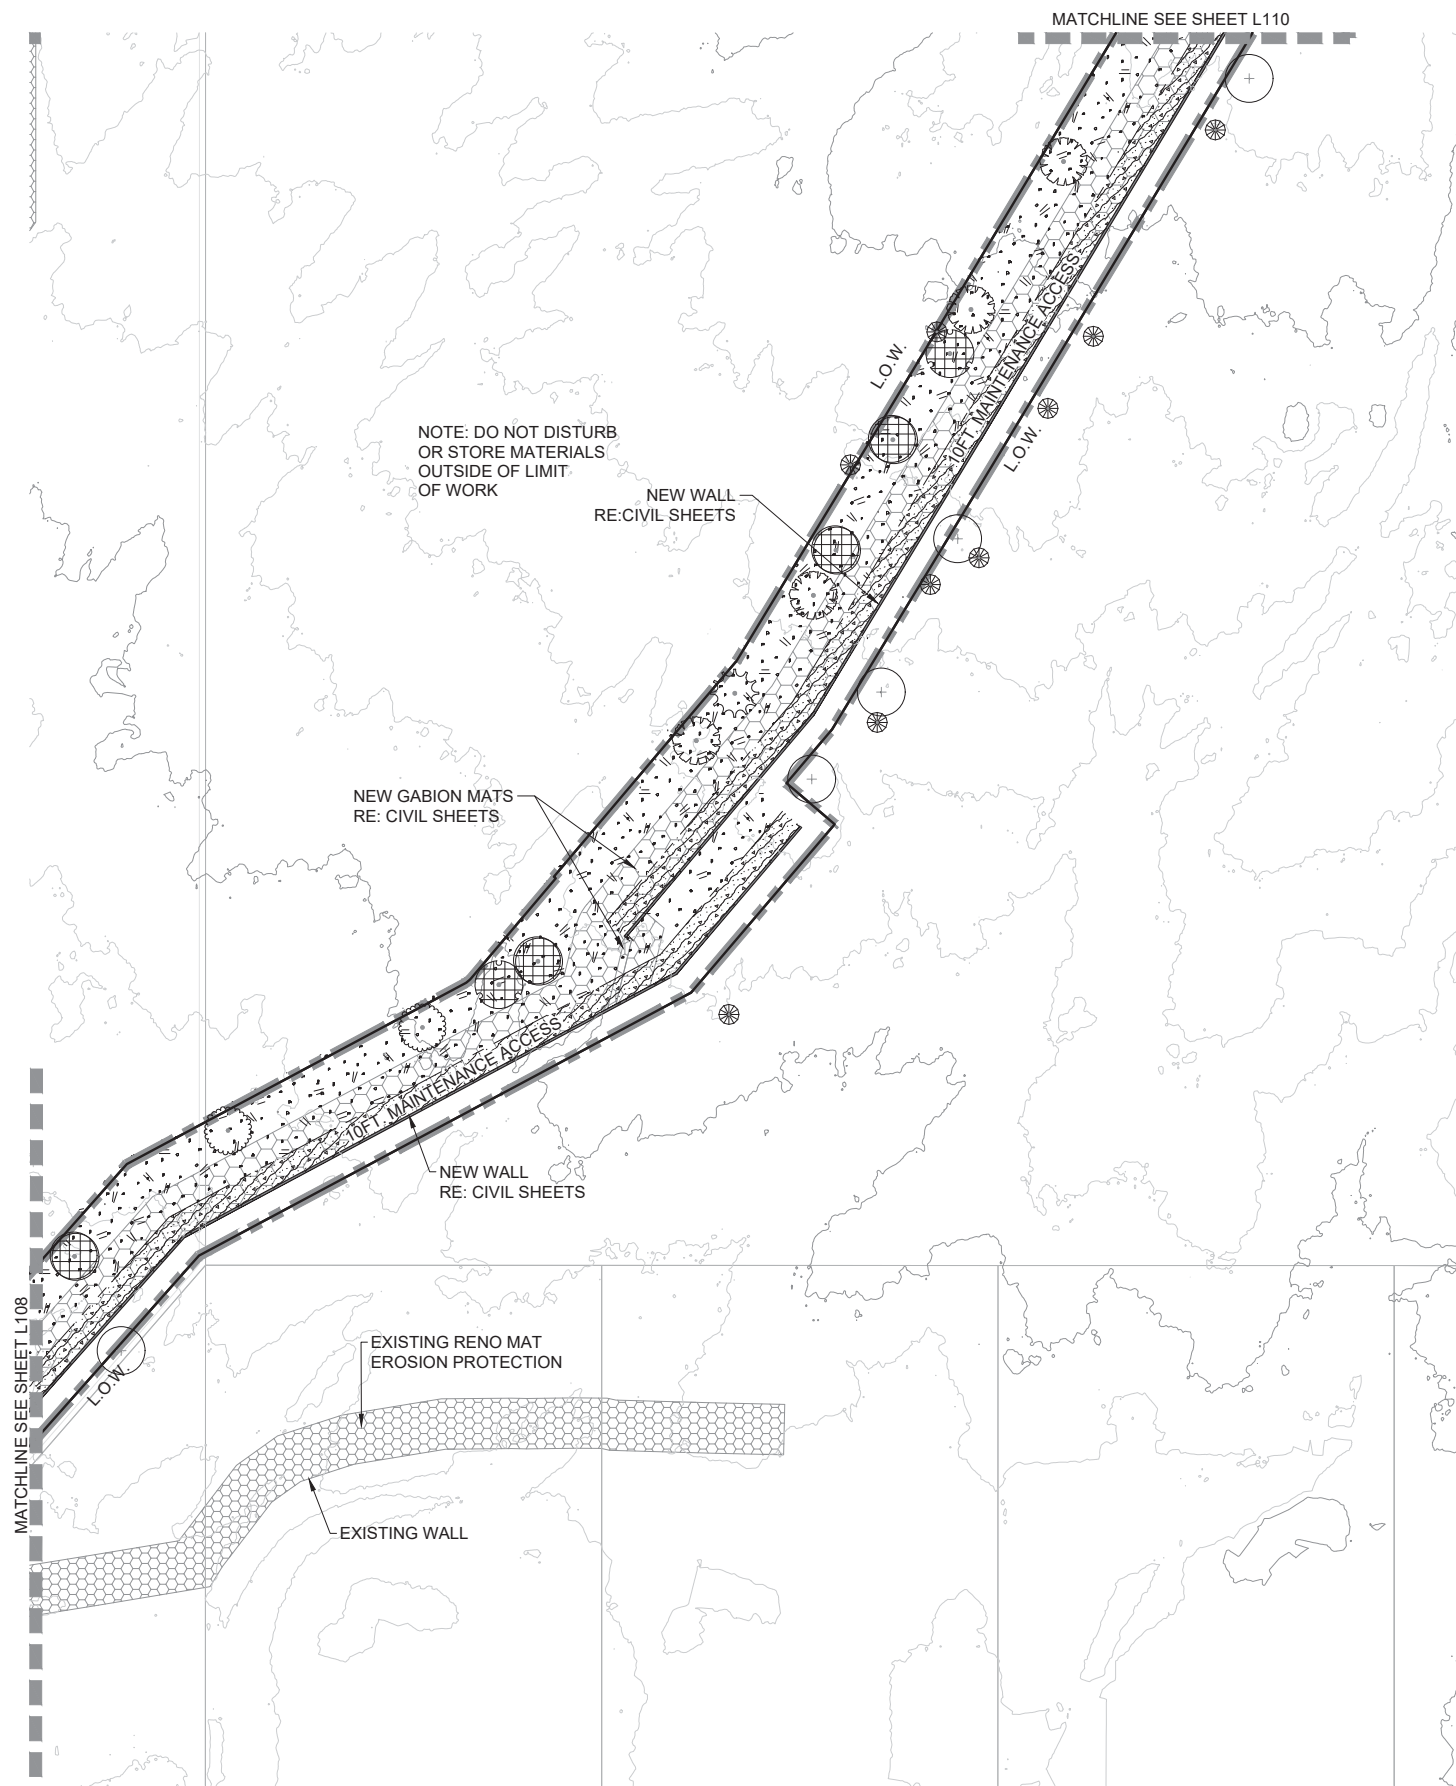 MATCHLINE SEE SHEET L110
10FT. MAINTENANCE ACCESS
L.O.W.
L.O.W.
NOTE: DO NOT DISTURB
OR STORE MATERIALS
OUTSIDE OF LIMIT
OF WORK
NEW WALL
RE:CIVIL SHEETS
NEW GABION MATS
RE: CIVIL SHEETS
10FT. MAINTENANCE ACCESS
NEW WALL
RE: CIVIL SHEETS
MATCHLINE SEE SHEET L108
L.O.W.
EXISTING RENO MAT
EROSION PROTECTION
EXISTING WALL